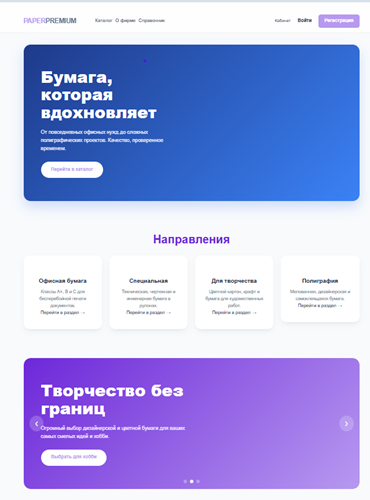 PAPERPREMIUM
Каталог О фирме Справочник
Кабинет Войти Регистрация
Бумага,
которая
вдохновляет
От повседневных офисных нужд до сложных
полиграфических проектов. Качество, проверенное
временем.
Перейти в каталог
Направления
Офисная бумага
Классы А+, В и С для
бесперебойной печати
документов.
Перейти в раздел →
Специальная
Техническая, чертежная и
инженерная бумага в
рулонах.
Перейти в раздел →
Для творчества
Цветной картон, крафт и
бумага для художественных
работ.
Перейти в раздел →
Полиграфия
Мелованная, дизайнерская и
самоклеящаяся бумага.
Перейти в раздел →
Творчество без
границ
Огромный выбор дизайнерской и цветной бумаги для ваших
самых смелых идей и хобби.
Выбрать для хобби